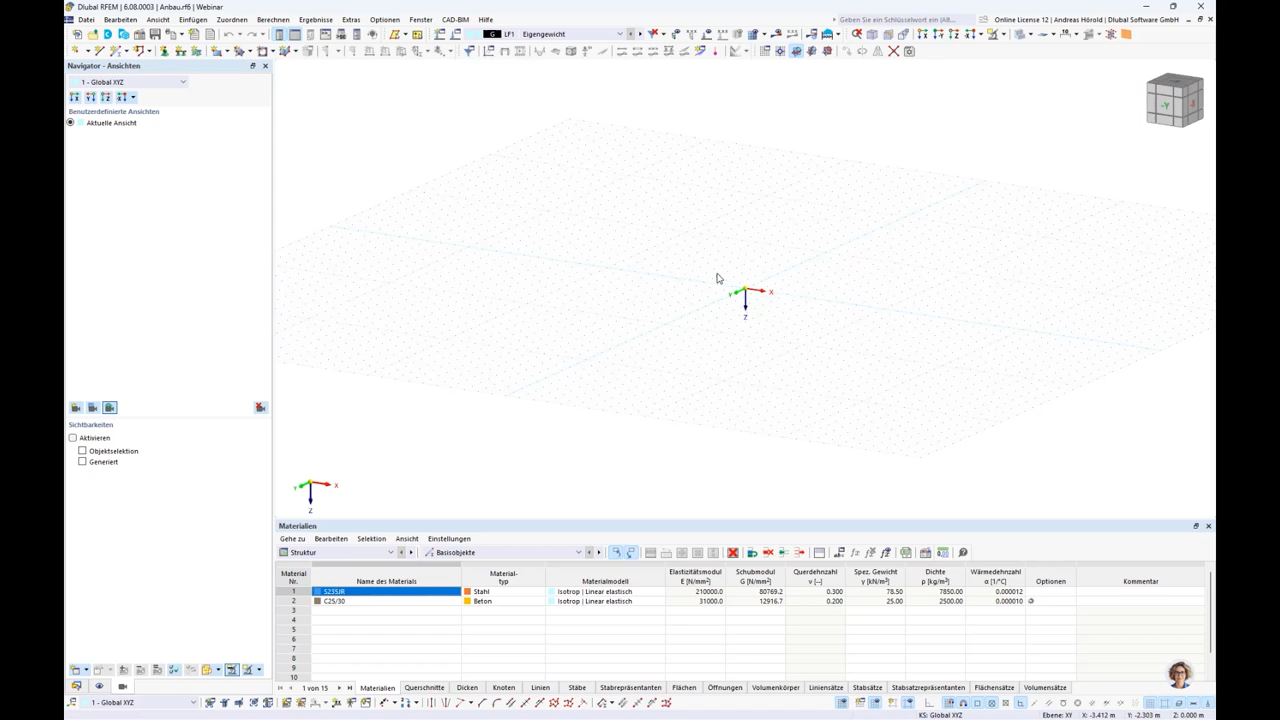 Dlubal RFEM | 6.08.0003 | Anbau.rf6 | Webinar
Datei Bearbeiten Ansicht Einfügen Zuordnen Berechnen Ergebnisse Extras Optionen Fenster CAD-BIM Hilfe
Geben Sie ein Schlüsselwort ein (Alt...
Online License 12 | Andreas Hörold | Dlubal Software GmbH
G LF1 Eigengewicht
Navigator - Ansichten
1 - Global XYZ
Benutzerdefinierte Ansichten
Aktuelle Ansicht
-Y
X
Y
Z
Sichtbarkeiten
Aktivieren
Objektselektion
Generiert
X
Y
Z
Materialien
Gehe zu Bearbeiten Selektion Ansicht Einstellungen
Struktur Basisobjekte
Material Nr. Name des Materials Material-typ Materialmodell Elastizitätsmodul E [N/mm²] Schubmodul G [N/mm²] Querdehnzahl ν [--] Spez. Gewicht γ [kN/m³] Dichte ρ [kg/m³] Wärmedehnzahl α [1/°C] Optionen Kommentar
1 S235JR Stahl Isotrop | Linear elastisch 210000.0 80769.2 0.300 78.50 7850.00 0.000012
2 C25/30 Beton Isotrop | Linear elastisch 31000.0 12916.7 0.200 25.00 2500.00 0.000010
3
4
5
6
7
8
9
10
1 von 15 Materialien Querschnitte Dicken Knoten Linien Stäbe Stabrepräsentanten Flächen Öffnungen Volumenkörper Liniensätze Stabsätze Stabsatzrepräsentanten Flächensätze Volumensätze
1 - Global XYZ
KS: Global XYZ Ebene: XY X: -3.412 m Y: -2.303 m Z: 0.000 m